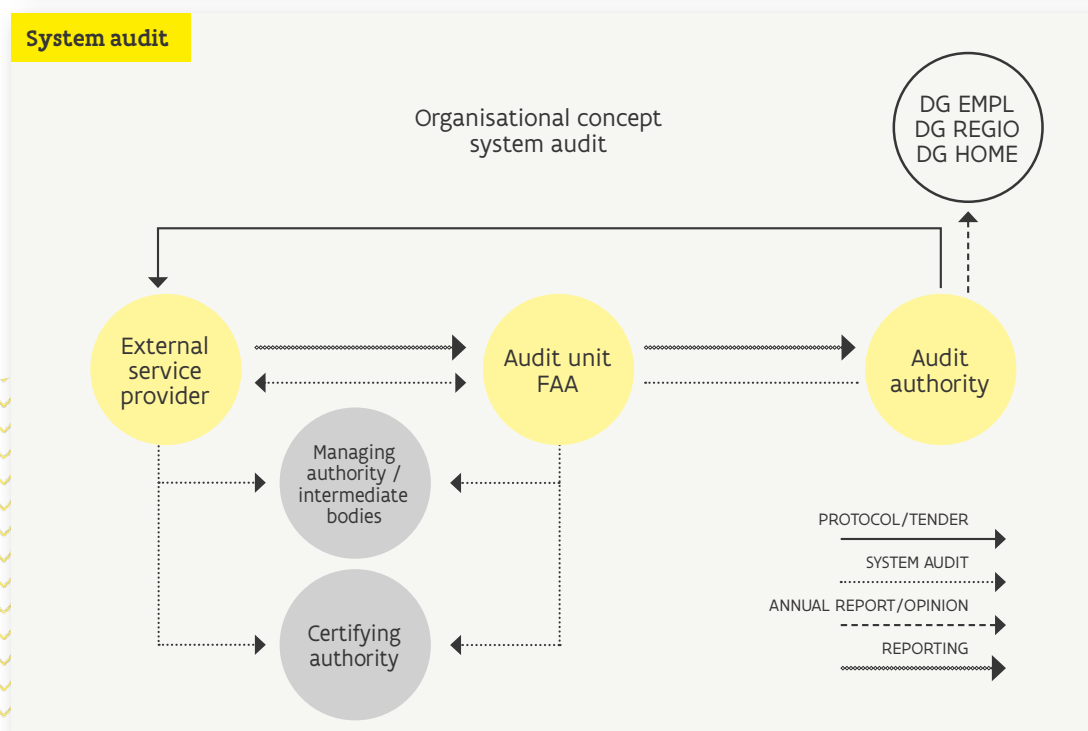 System audit
Organisational concept
system audit
DG EMPL
DG REGIO
DG HOME
External
service
provider
Audit unit
FAA
Audit
authority
Managing
authority /
intermediate
bodies
Certifying
authority
PROTOCOL/TENDER
SYSTEM AUDIT
ANNUAL REPORT/OPINION
REPORTING